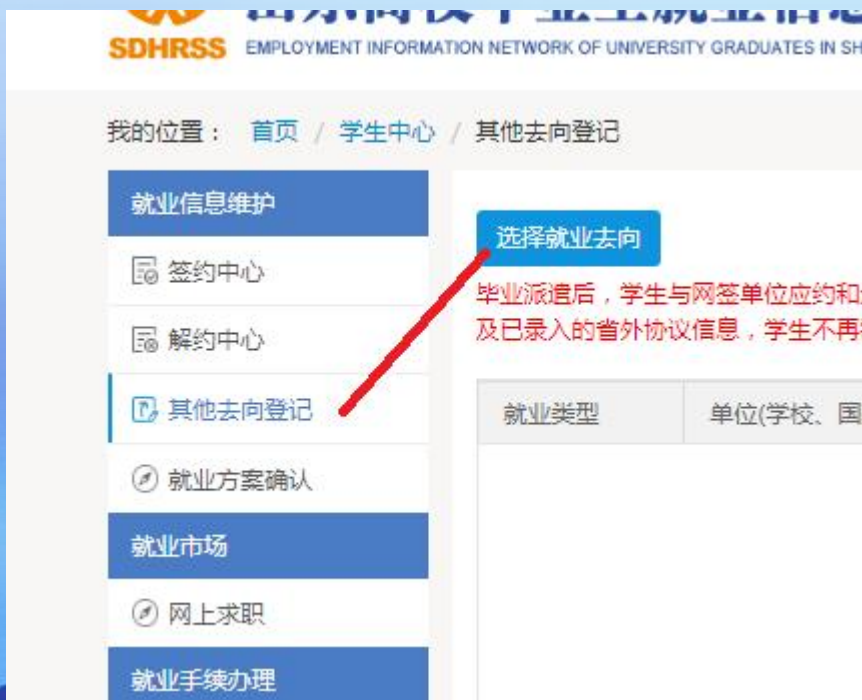 SDHRSS EMPLOYMENT INFORMATION NETWORK OF UNIVERSITY GRADUATES IN SH
我的位置： 首页 / 学生中心 / 其他去向登记
就业信息维护
签约中心
解约中心
其他去向登记
就业方案确认
就业市场
网上求职
就业手续办理
选择就业去向
毕业派遣后，学生与网签单位应约和
及已录入的省外协议信息，学生不再
就业类型 单位(学校、国